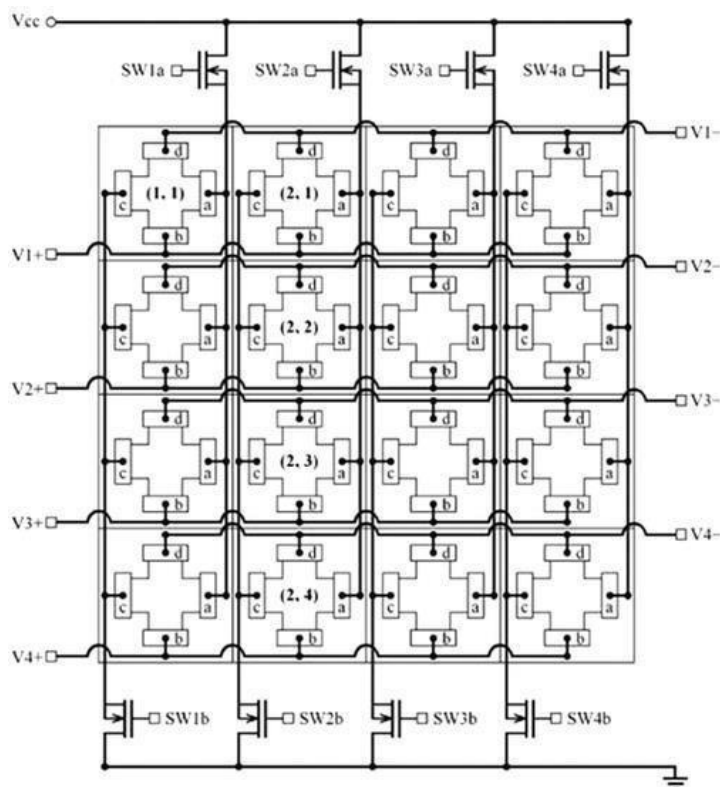 Vcc
SW1a SW2a SW3a SW4a
V1−
d d d d
c (1, 1) a c (2, 1) a c a c a
b b b b
V1+
V2−
d d d d
c a c (2, 2) a c a c a
b b b b
V2+
V3−
d d d d
c a c (2, 3) a c a c a
b b b b
V3+
V4−
d d d d
c a c (2, 4) a c a c a
b b b b
V4+
SW1b SW2b SW3b SW4b